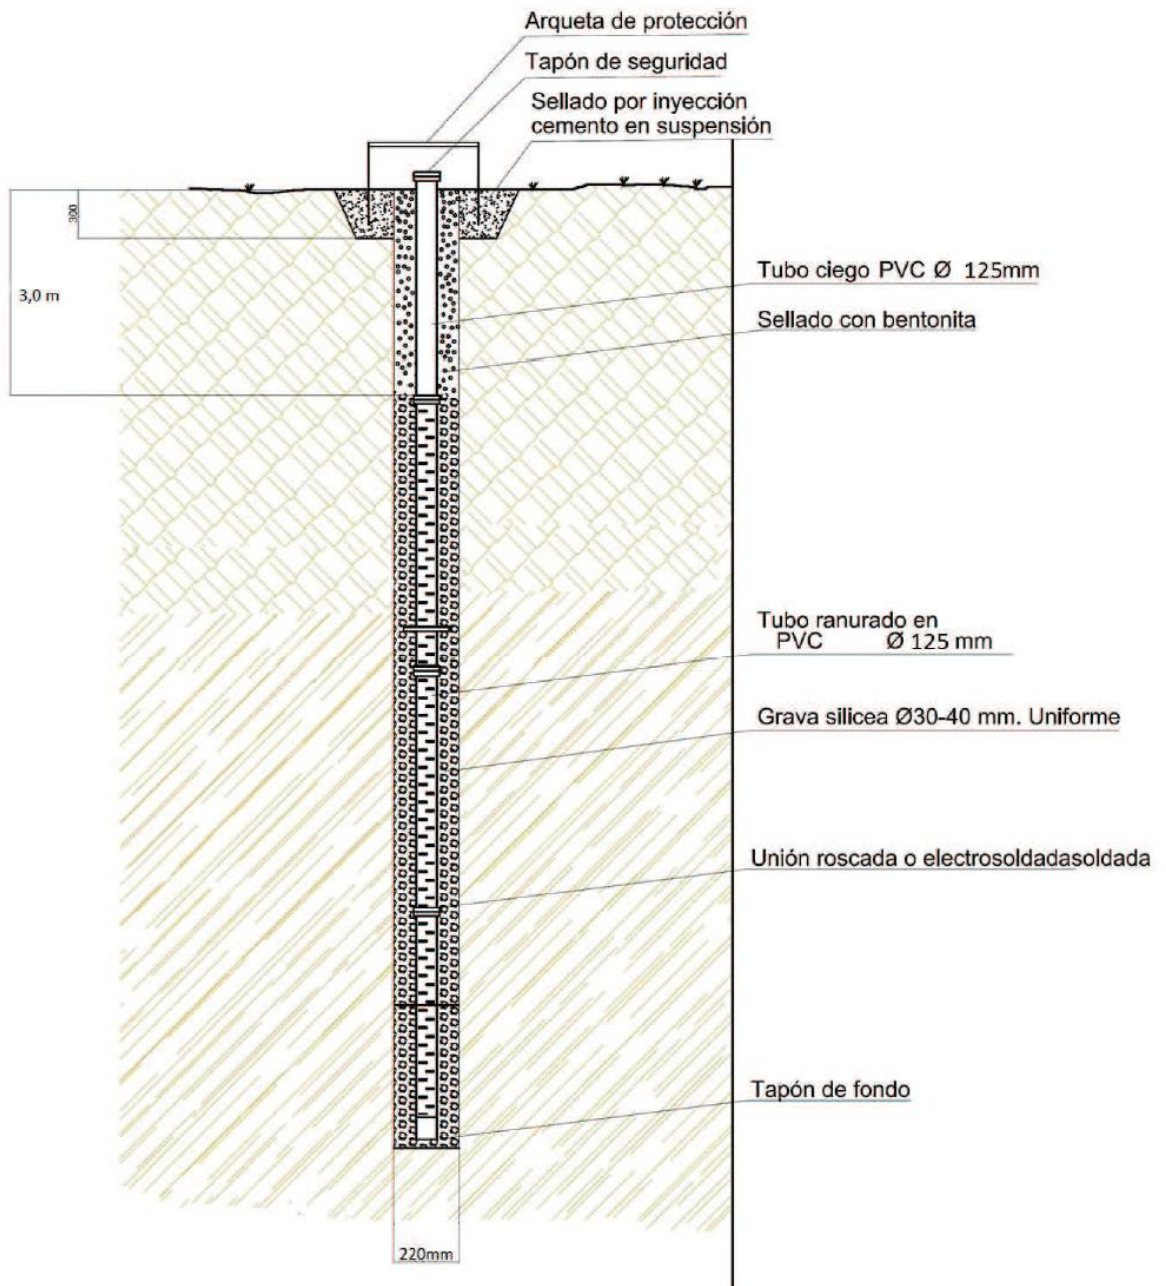 Arqueta de protección
Tapón de seguridad
Sellado por inyección
cemento en suspensión
300
3,0 m
Tubo ciego PVC Ø 125mm
Sellado con bentonita
Tubo ranurado en
PVC Ø 125 mm
Grava silicea Ø30-40 mm. Uniforme
Unión roscada o electrosoldadasoldada
Tapón de fondo
220mm